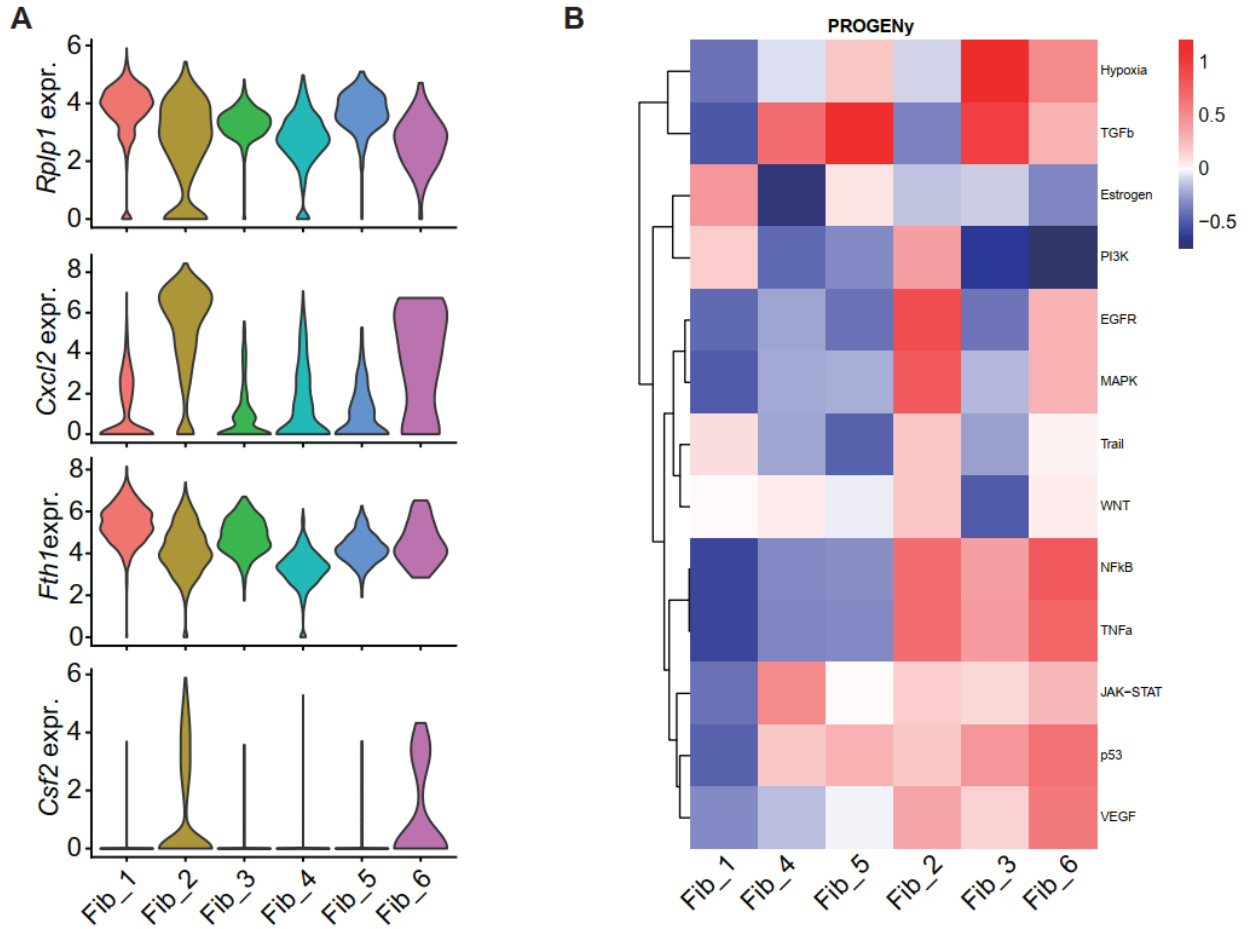 A
Rplp1 expr.
6
4
2
0
Cxcl2 expr.
8
6
4
2
0
Fth1expr.
8
6
4
2
0
Csf2 expr.
6
4
2
0
Fib_1 Fib_2 Fib_3 Fib_4 Fib_5 Fib_6
B
PROGENy
Hypoxia
TGFb
Estrogen
PI3K
EGFR
MAPK
Trail
WNT
NFkB
TNFa
JAK−STAT
p53
VEGF
Fib_1 Fib_4 Fib_5 Fib_2 Fib_3 Fib_6
1
0.5
0
−0.5